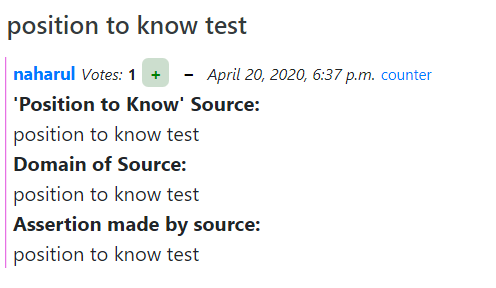 position to know test
naharul Votes: 1 + – April 20, 2020, 6:37 p.m. counter
'Position to Know' Source:
position to know test
Domain of Source:
position to know test
Assertion made by source:
position to know test